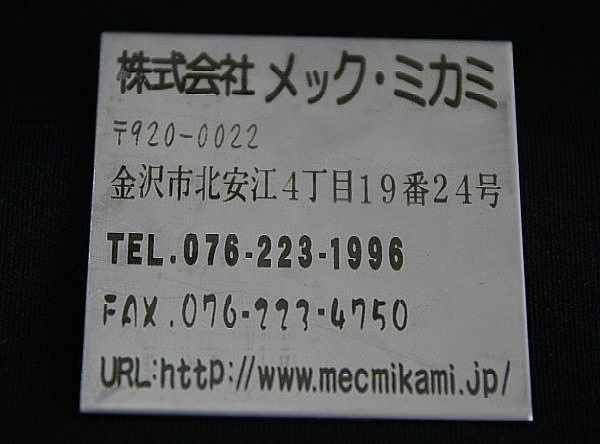 株式会社 メック・ミカミ
〒920-0022
金沢市北安江4丁目19番24号
TEL.076-223-1996
FAX.076-223-4750
URL:http://www.mecmikami.jp/